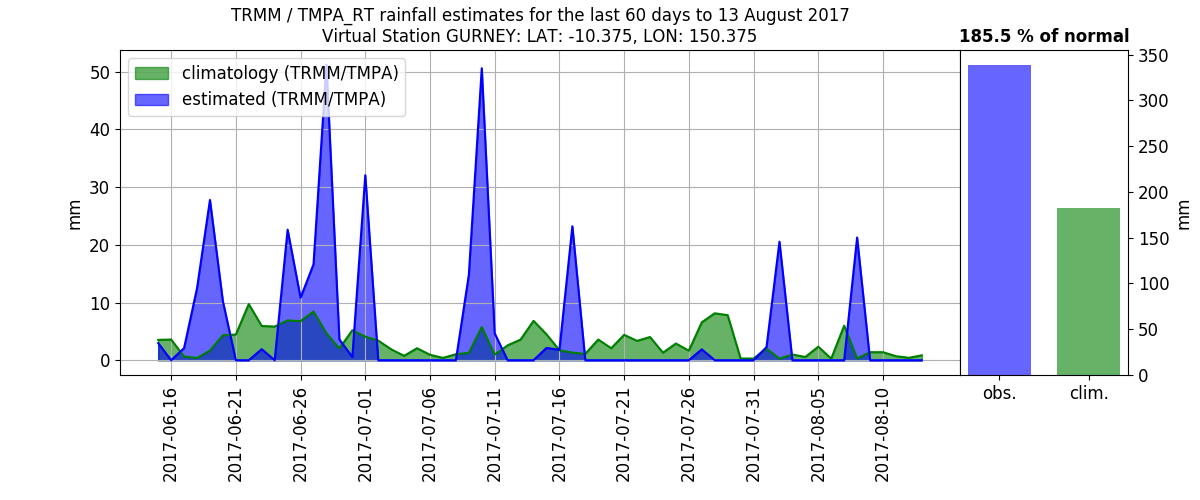 TRMM / TMPA_RT rainfall estimates for the last 60 days to 13 August 2017
Virtual Station GURNEY: LAT: -10.375, LON: 150.375
185.5 % of normal
climatology (TRMM/TMPA)
estimated (TRMM/TMPA)
mm
50
40
30
20
10
0
2017-06-16
2017-06-21
2017-06-26
2017-07-01
2017-07-06
2017-07-11
2017-07-16
2017-07-21
2017-07-26
2017-07-31
2017-08-05
2017-08-10
obs.
clim.
350
300
250
200
150
100
50
0
mm